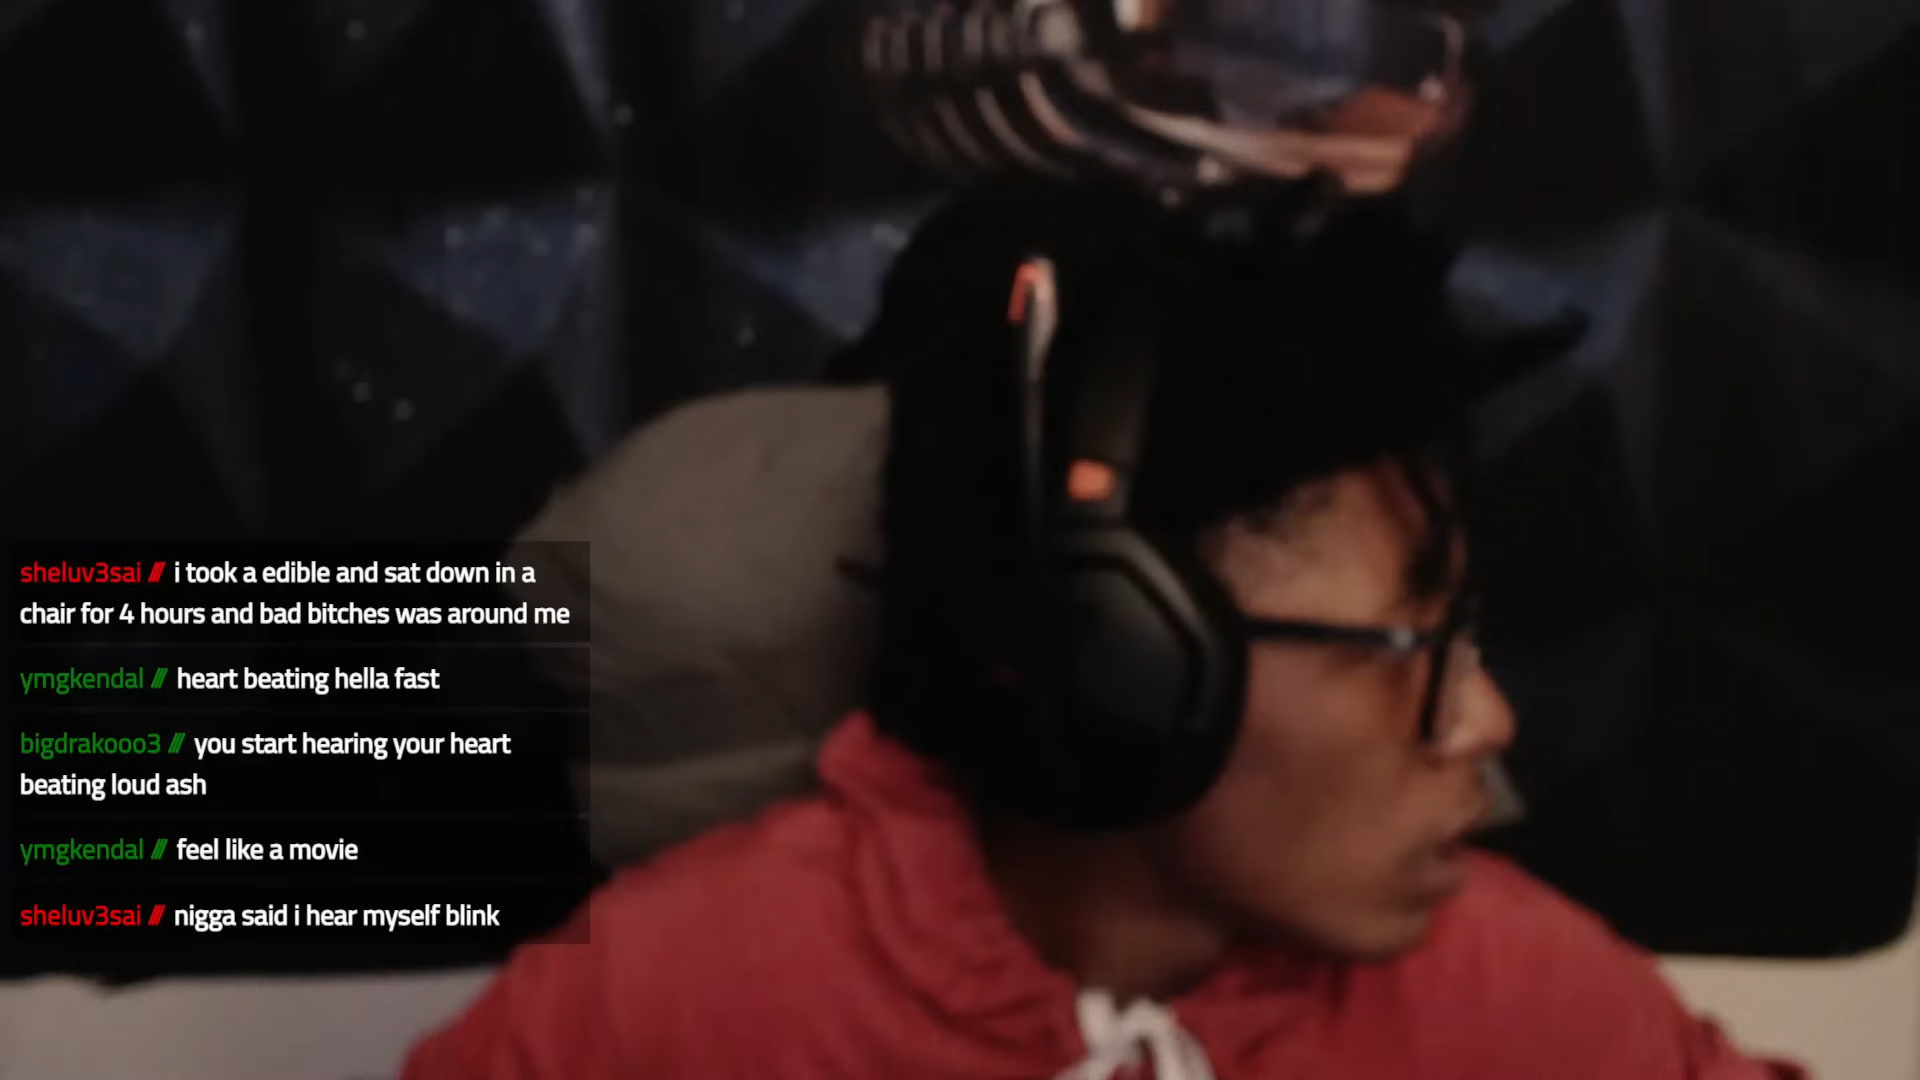 sheluv3sai /// i took a edible and sat down in a
chair for 4 hours and bad bitches was around me
ymgkendal /// heart beating hella fast
bigdrakooo3 /// you start hearing your heart
beating loud ash
ymgkendal /// feel like a movie
sheluv3sai /// nigga said i hear myself blink